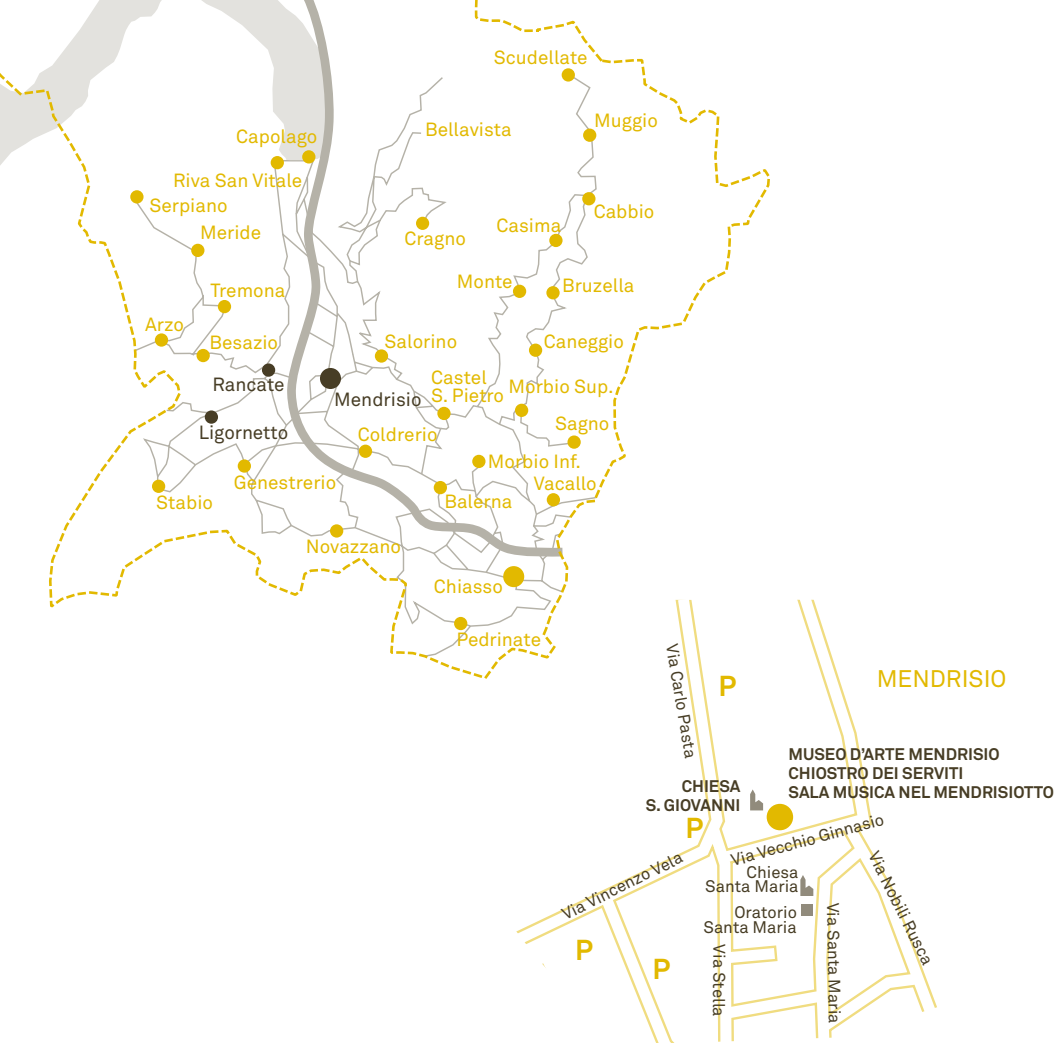 Scudellate
Muggio
Bellavista
Capolago
Riva San Vitale
Serpiano
Cabbio
Casima
Meride
Cragno
Monte
Bruzella
Tremona
Arzo
Besazio
Salorino
Caneggio
Rancate
Castel
S. Pietro
Morbio Sup.
Mendrisio
Sagno
Ligornetto
Coldrerio
Morbio Inf.
Genestrerio
Vacallo
Stabio
Balerna
Novazzano
Chiasso
Pedrinate
MENDRISIO
Via Carlo Pasta
P
MUSEO D'ARTE MENDRISIO
CHIOSTRO DEI SERVITI
SALA MUSICA NEL MENDRISIOTTO
CHIESA
S. GIOVANNI
P
Via Vecchio Ginnasio
Via Vincenzo Vela
Chiesa
Santa Maria
Via Nobili Rusca
Oratorio
Santa Maria
Via Santa Maria
Via Stella
P
P